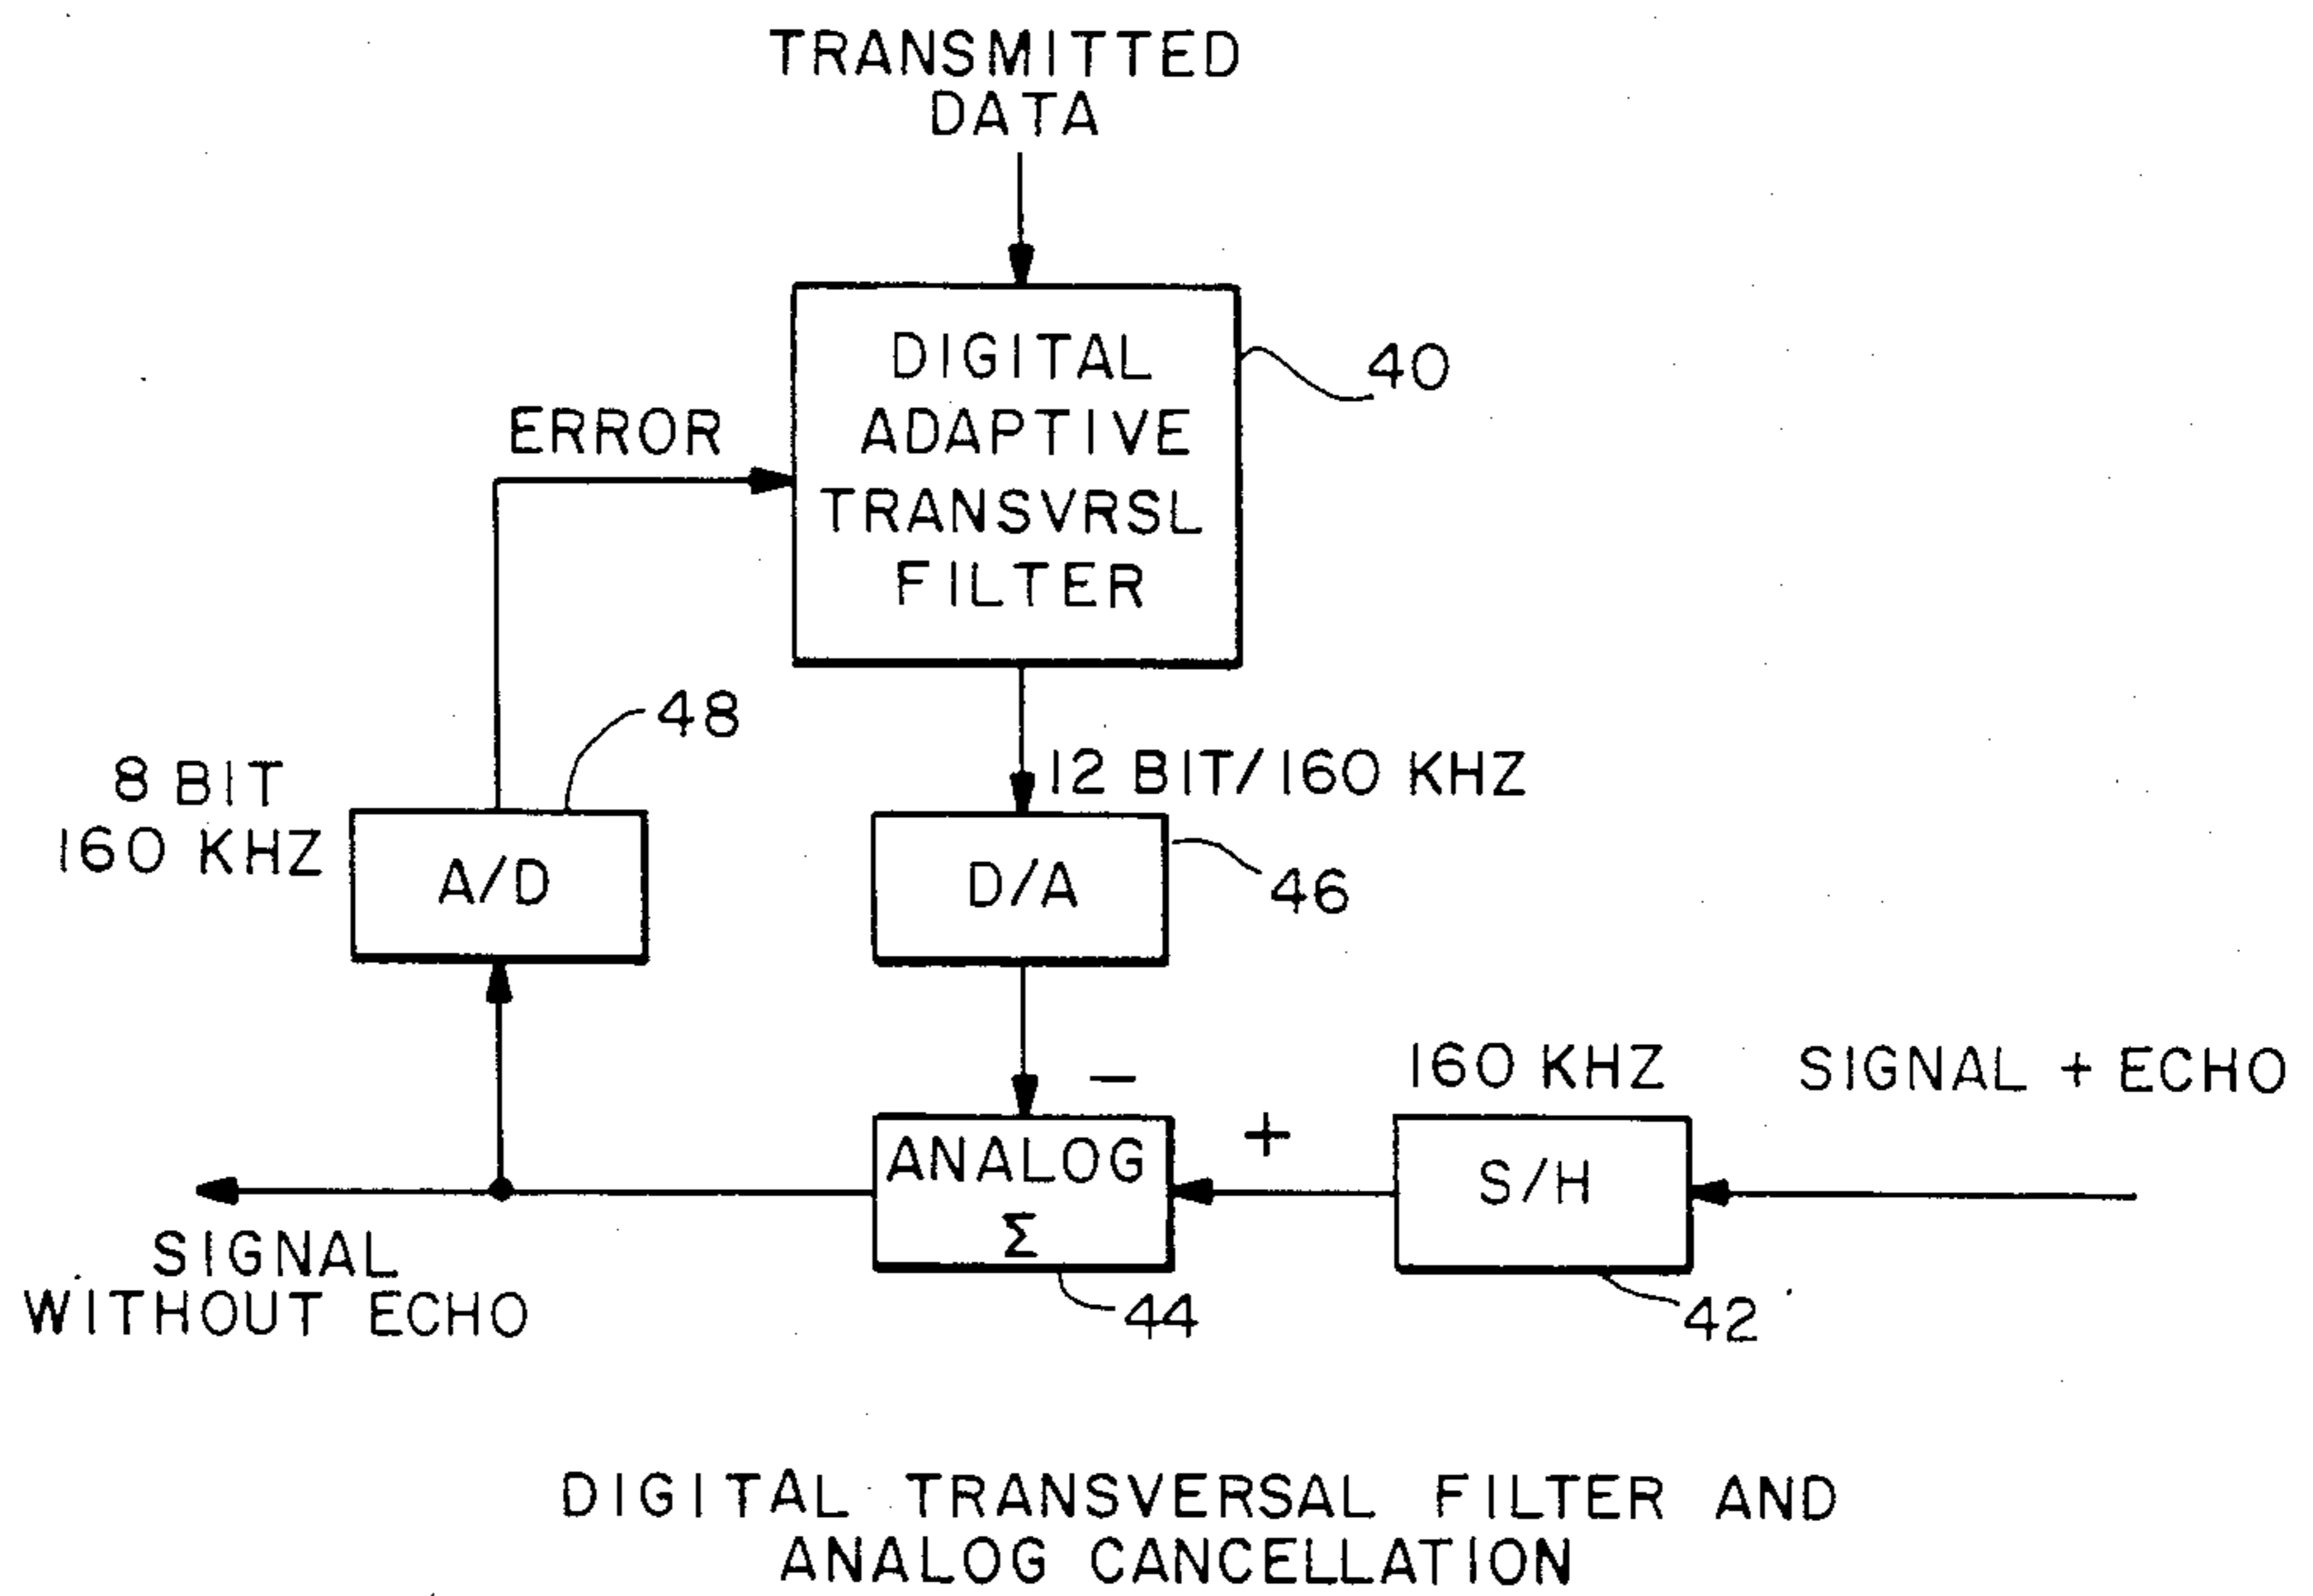 TRANSMITTED
DATA
DIGITAL
ADAPTIVE
TRANSVRSL
FILTER
40
ERROR
48
8 BIT
160 KHZ
A/D
12 BIT/160 KHZ
D/A
46
160 KHZ
SIGNAL + ECHO
−
+
ANALOG
Σ
S/H
SIGNAL
WITHOUT ECHO
44
42
DIGITAL TRANSVERSAL FILTER AND
ANALOG CANCELLATION